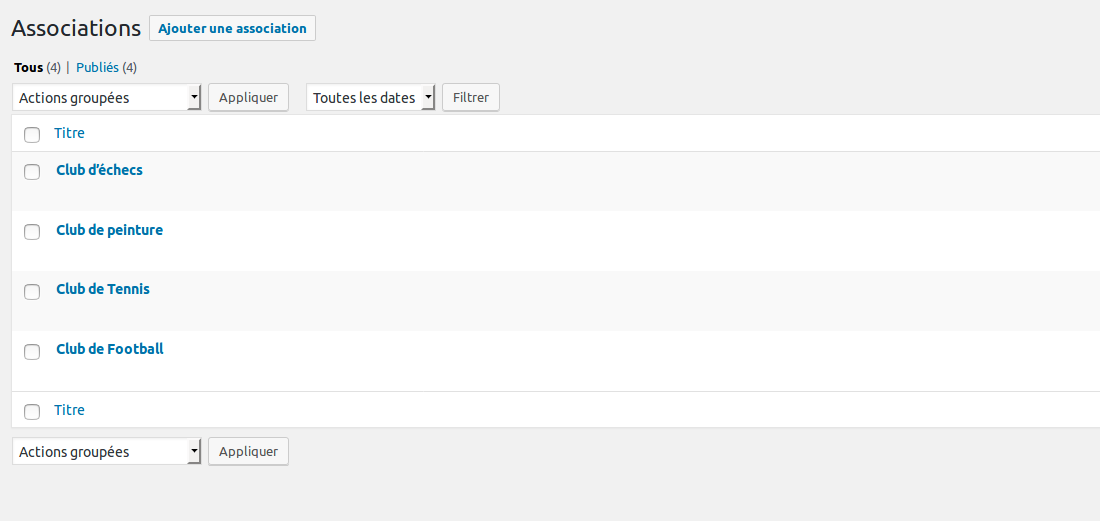 Associations Ajouter une association
Tous (4) | Publiés (4)
Actions groupées Appliquer Toutes les dates Filtrer
Titre
Club d’échecs
Club de peinture
Club de Tennis
Club de Football
Titre
Actions groupées Appliquer